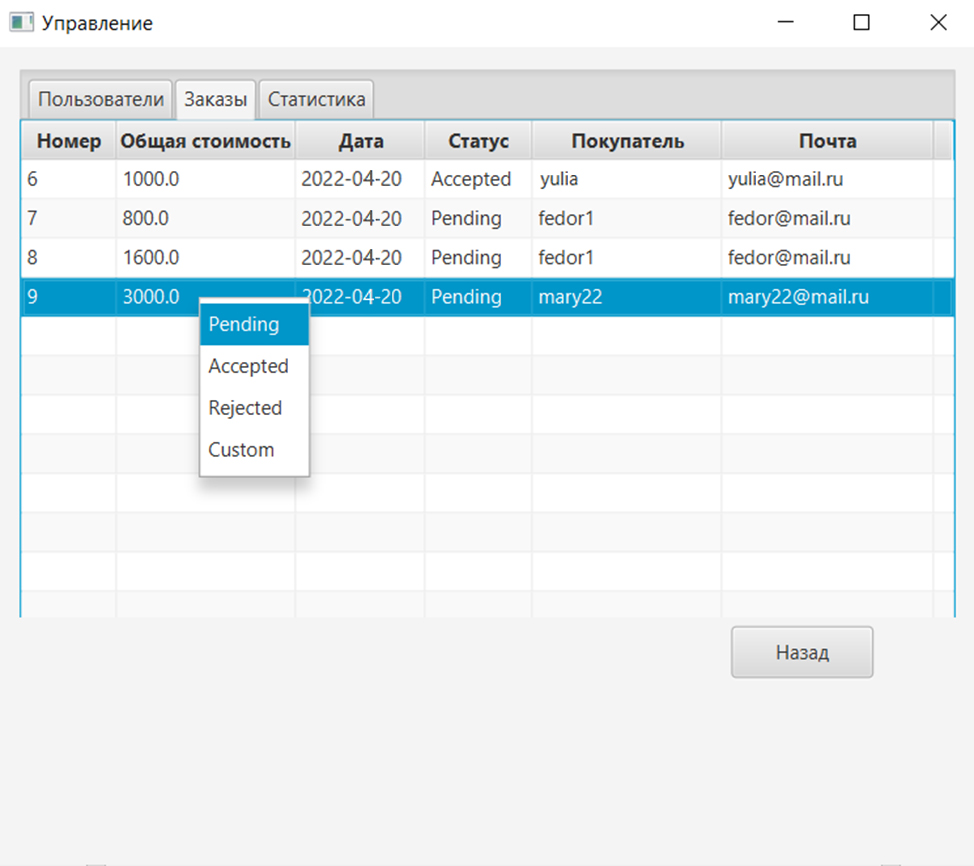 Управление
Пользователи Заказы Статистика
Номер Общая стоимость Дата Статус Покупатель Почта
6 1000.0 2022-04-20 Accepted yulia yulia@mail.ru
7 800.0 2022-04-20 Pending fedor1 fedor@mail.ru
8 1600.0 2022-04-20 Pending fedor1 fedor@mail.ru
9 3000.0 2022-04-20 Pending mary22 mary22@mail.ru
Pending
Accepted
Rejected
Custom
Назад